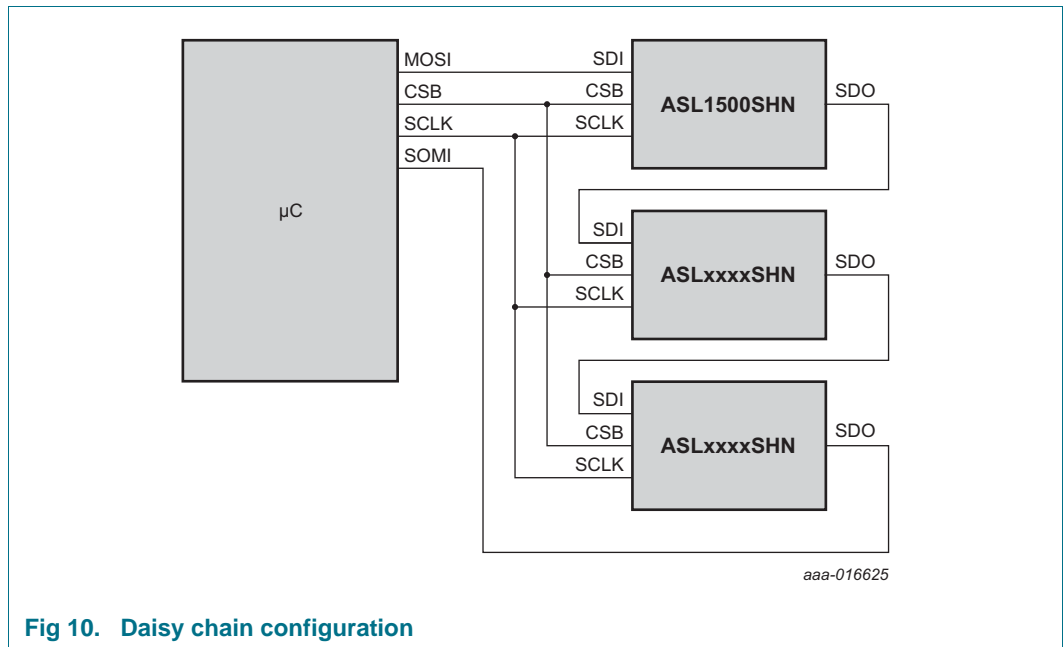 MOSI
CSB
SCLK
SOMI
µC
SDI
CSB
SCLK
ASL1500SHN
SDO
SDI
CSB
SCLK
ASLxxxxSHN
SDO
SDI
CSB
SCLK
ASLxxxxSHN
SDO
aaa-016625
Fig 10. Daisy chain configuration